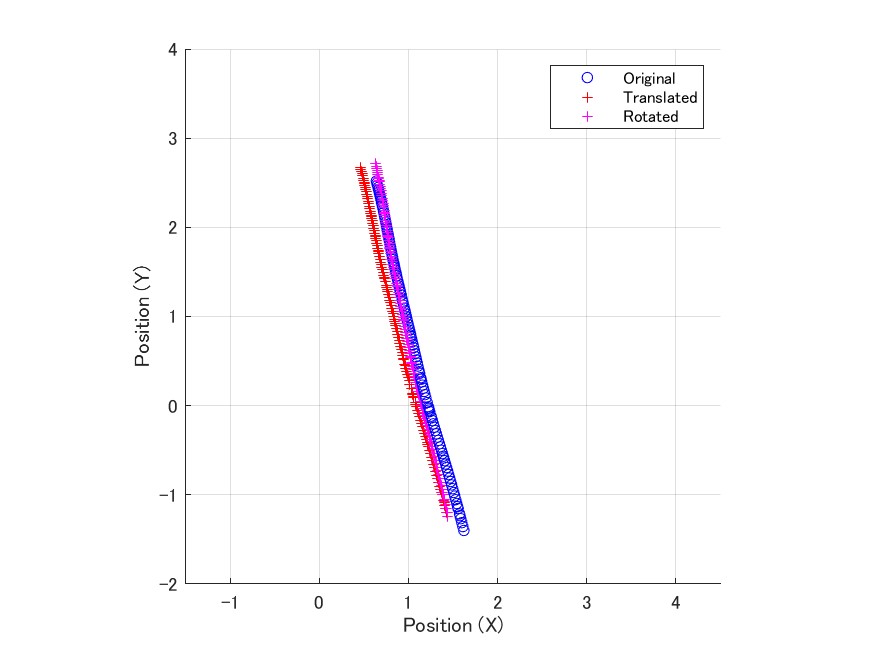 4
3
2
1
0
-1
-2
Position (Y)
Original
Translated
Rotated
-1 0 1 2 3 4
Position (X)